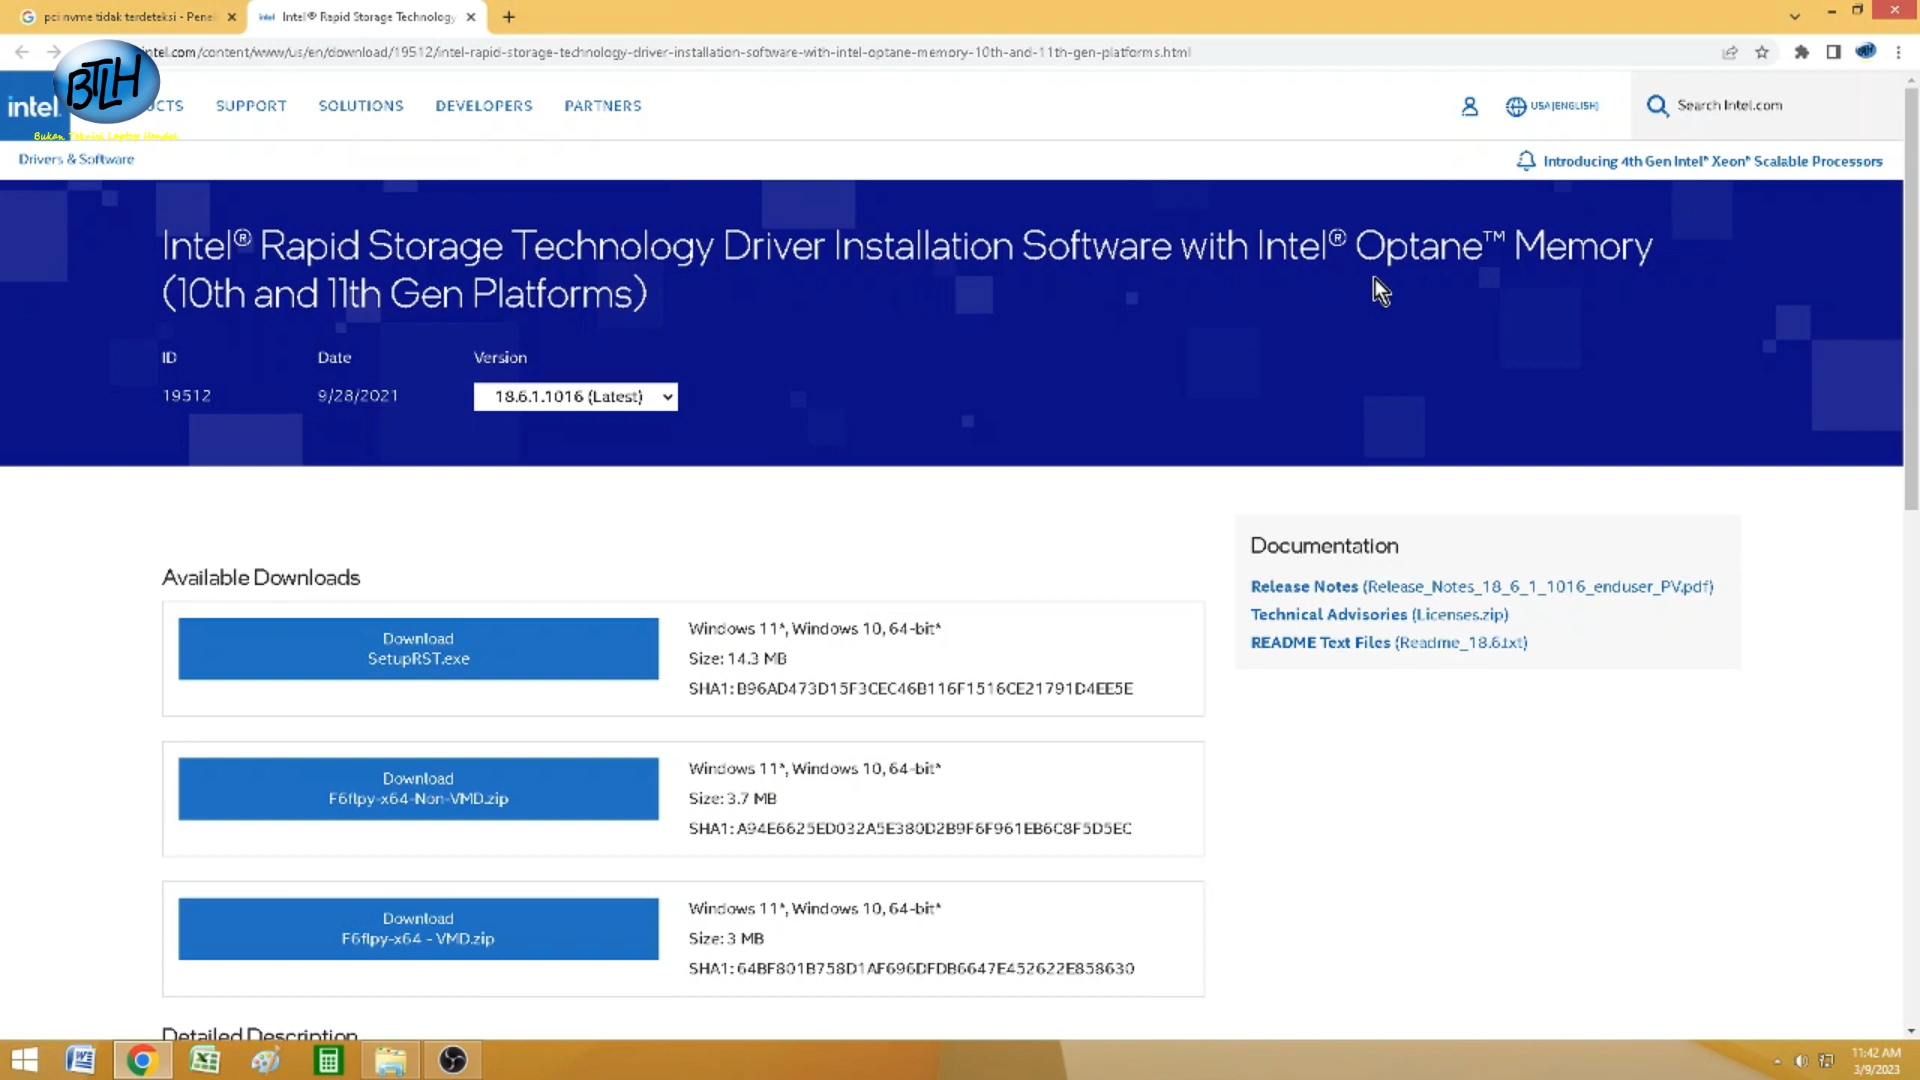 pci nvme tidak terdeteksi - Pene
intel Intel® Rapid Storage Technology
ntel.com/content/www/us/en/download/19512/intel-rapid-storage-technology-driver-installation-software-with-intel-optane-memory-10th-and-11th-gen-platforms.html
BTLH
Bukan Teknisi Laptop Handal
intel.
UCTS SUPPORT SOLUTIONS DEVELOPERS PARTNERS
USA (ENGLISH)
Search Intel.com
Drivers & Software
Introducing 4th Gen Intel® Xeon® Scalable Processors
Intel® Rapid Storage Technology Driver Installation Software with Intel® Optane™ Memory
(10th and 11th Gen Platforms)
ID Date Version
19512 9/28/2021 18.6.1.1016 (Latest)
Available Downloads
Download
SetupRST.exe
Windows 11*, Windows 10, 64-bit*
Size: 14.3 MB
SHA1: B96AD473D15F3CEC46B116F1516CE21791D4EE5E
Download
F6flpy-x64-Non-VMD.zip
Windows 11*, Windows 10, 64-bit*
Size: 3.7 MB
SHA1: A94E6625ED032A5E380D2B9F6F961EB6C8F5D5EC
Download
F6flpy-x64 - VMD.zip
Windows 11*, Windows 10, 64-bit*
Size: 3 MB
SHA1: 64BF801B758D1AF696DFDB6647E452622E858630
Documentation
Release Notes (Release_Notes_18_6_1_1016_enduser_PV.pdf)
Technical Advisories (Licenses.zip)
README Text Files (Readme_18.6.txt)
Detailed Description
11:42 AM
3/9/2023